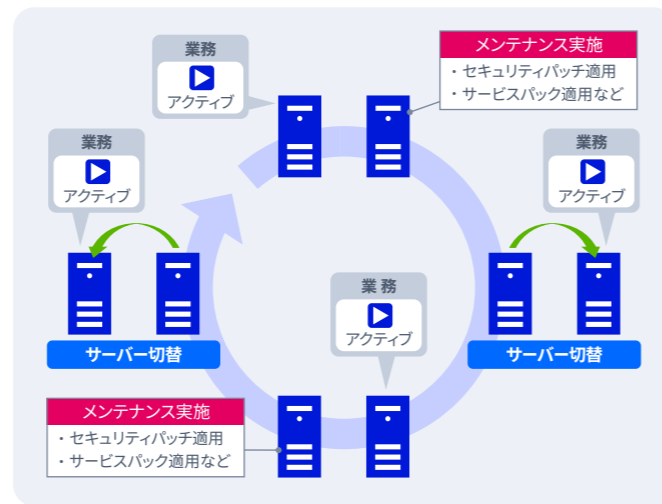 業務
アクティブ
メンテナンス実施
・セキュリティパッチ適用
・サービスパック適用など
業務
アクティブ
業務
アクティブ
サーバー切替
サーバー切替
業 務
アクティブ
メンテナンス実施
・セキュリティパッチ適用
・サービスパック適用など